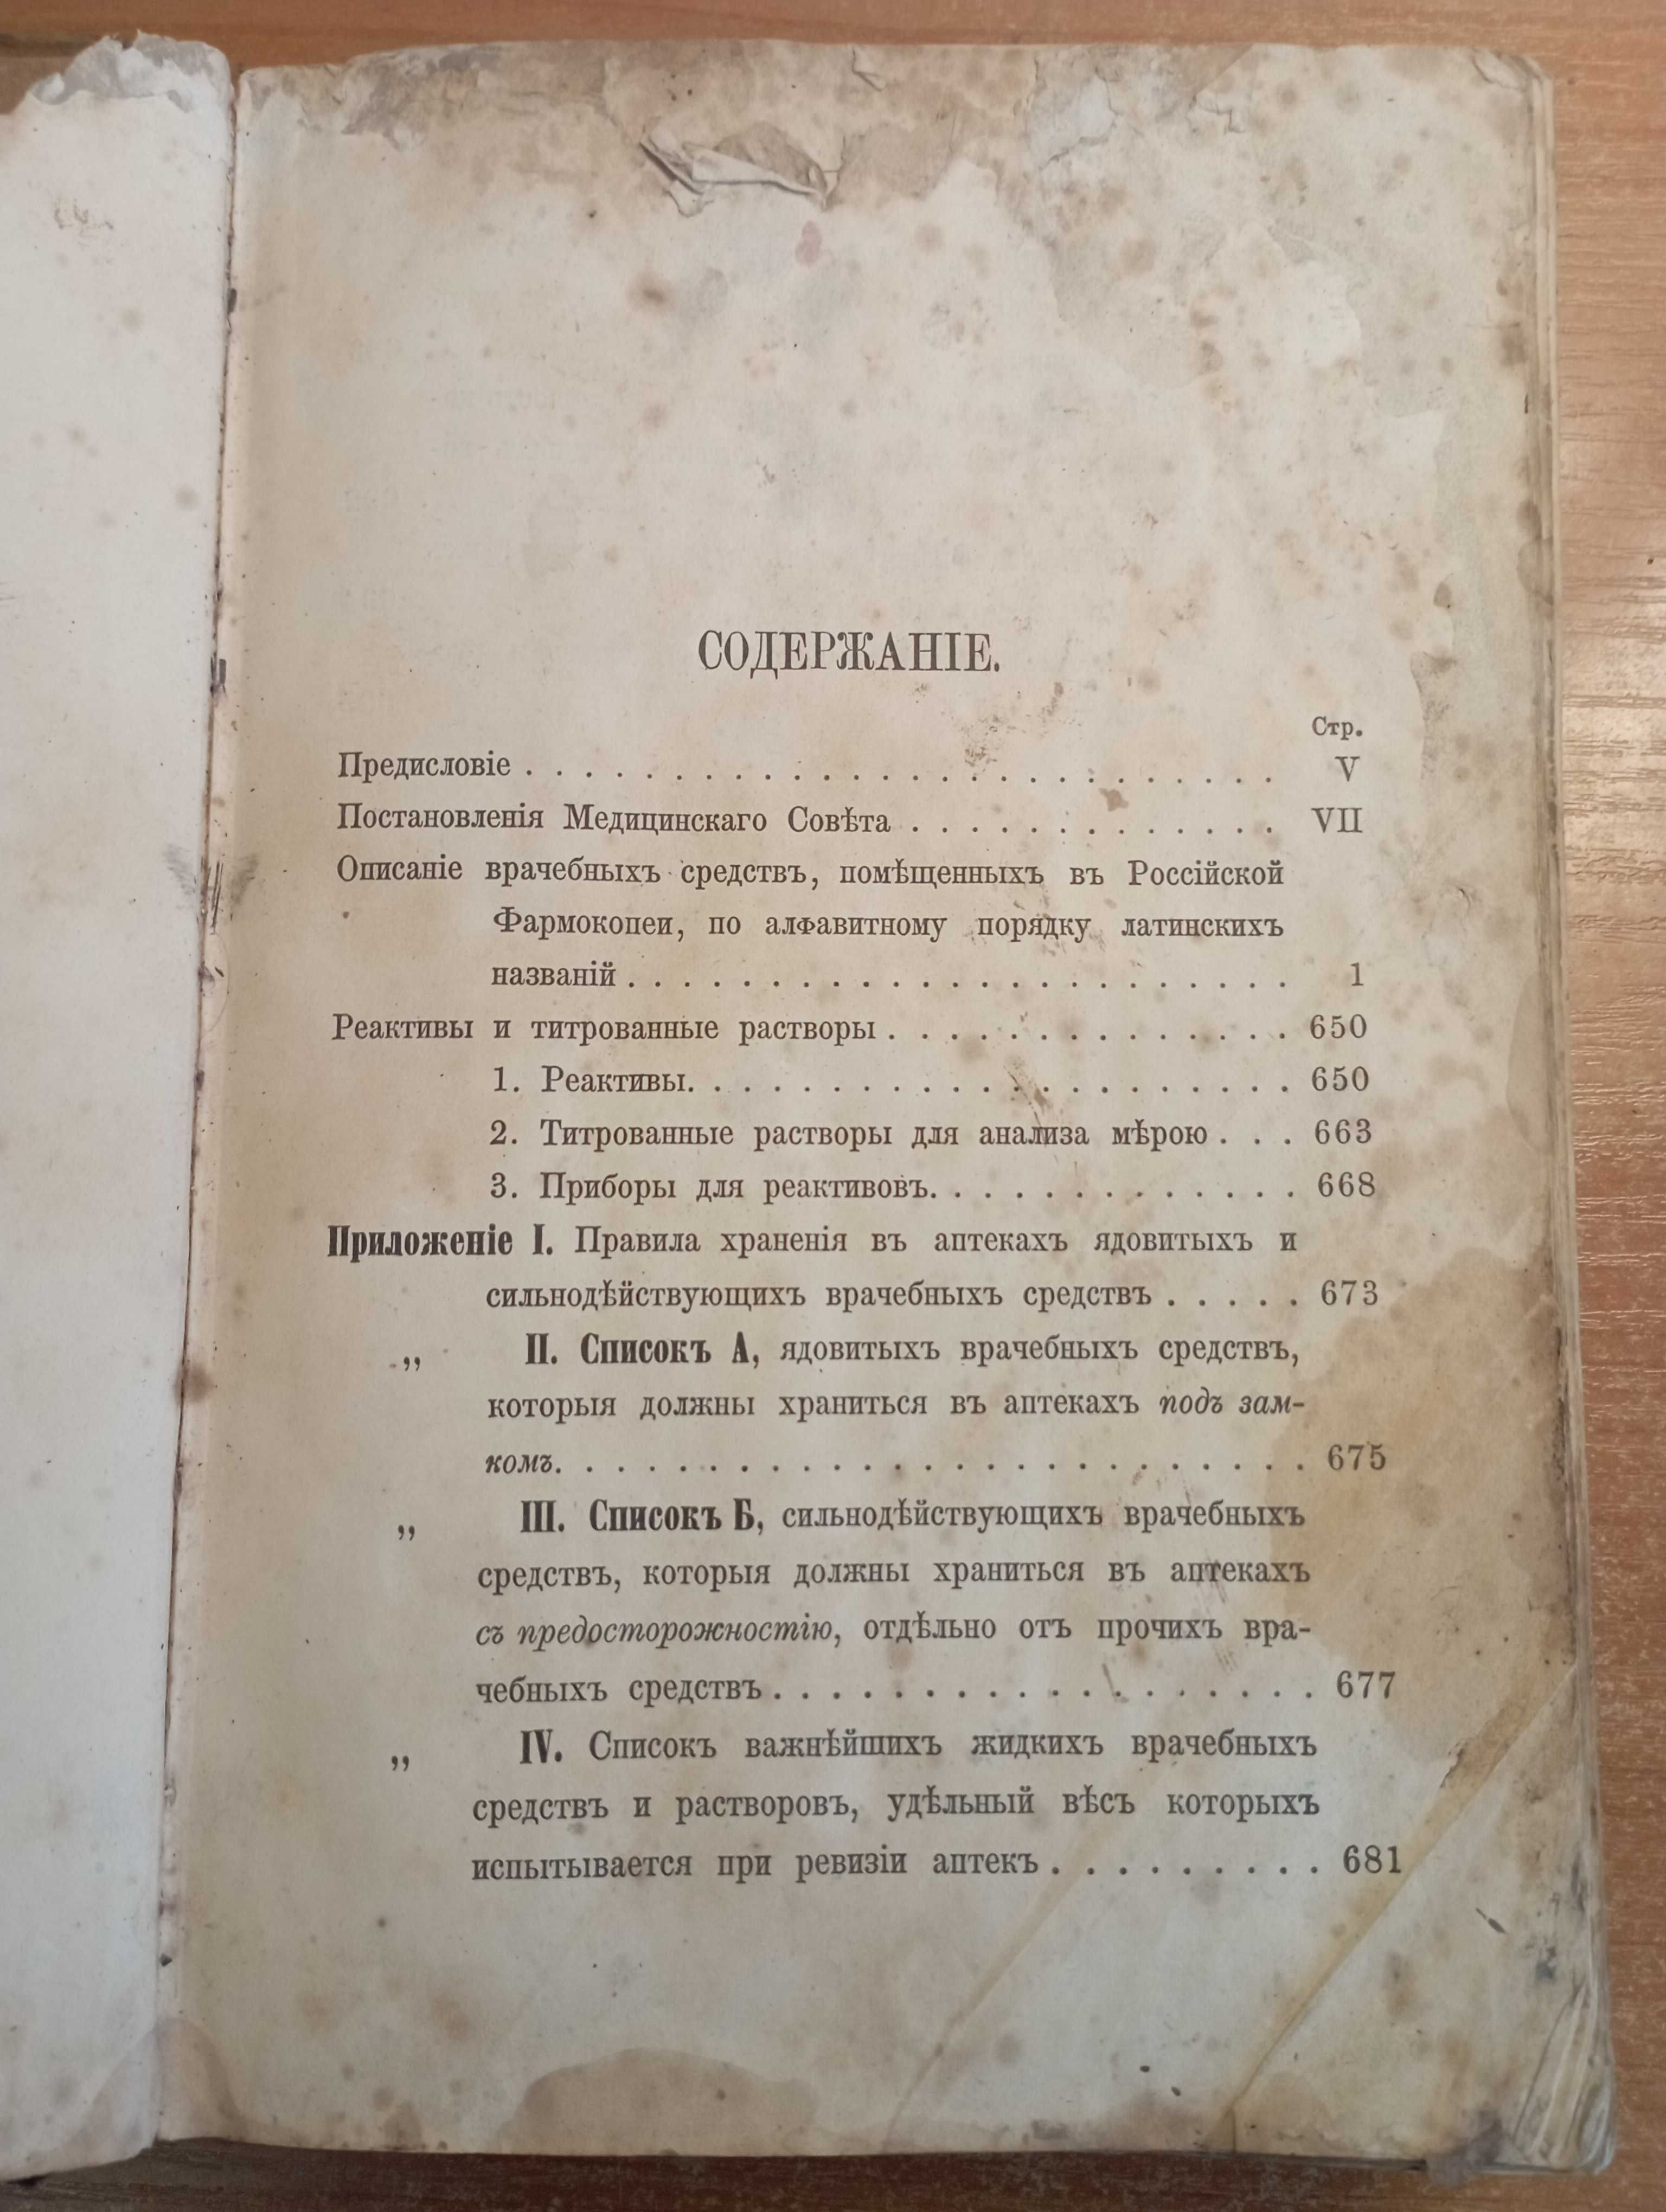 СОДЕРЖАНІЕ.
Стр.
Предисловіе . . . . . . . . . . . . . . . . . . . . . . . . . . V
Постановленія Медицинскаго Совѣта . . . . . . . . . . . . . VII
Описаніе врачебныхъ средствъ, помѣщенныхъ въ Россійской
Фармокопеи, по алфавитному порядку латинскихъ
названій . . . . . . . . . . . . . . . . . . . . . . . 1
Реактивы и титрованные растворы . . . . . . . . . . . . . . 650
1. Реактивы. . . . . . . . . . . . . . . . . . . . . 650
2. Титрованные растворы для анализа мѣрою . . . 663
3. Приборы для реактивовъ. . . . . . . . . . . . . 668
Приложеніе I. Правила храненія въ аптекахъ ядовитыхъ и
сильнодѣйствующихъ врачебныхъ средствъ . . . . . 673
„ II. Списокъ А, ядовитыхъ врачебныхъ средствъ,
которыя должны храниться въ аптекахъ подъ зам-
комъ. . . . . . . . . . . . . . . . . . . . . . . . . . 675
„ III. Списокъ Б, сильнодѣйствующихъ врачебныхъ
средствъ, которыя должны храниться въ аптекахъ
съ предосторожностію, отдѣльно отъ прочихъ вра-
чебныхъ средствъ . . . . . . . . . . . . . . . . . . 677
„ IV. Списокъ важнѣйшихъ жидкихъ врачебныхъ
средствъ и растворовъ, удѣльный вѣсъ которыхъ
испытывается при ревизіи аптекъ . . . . . . . . . 681